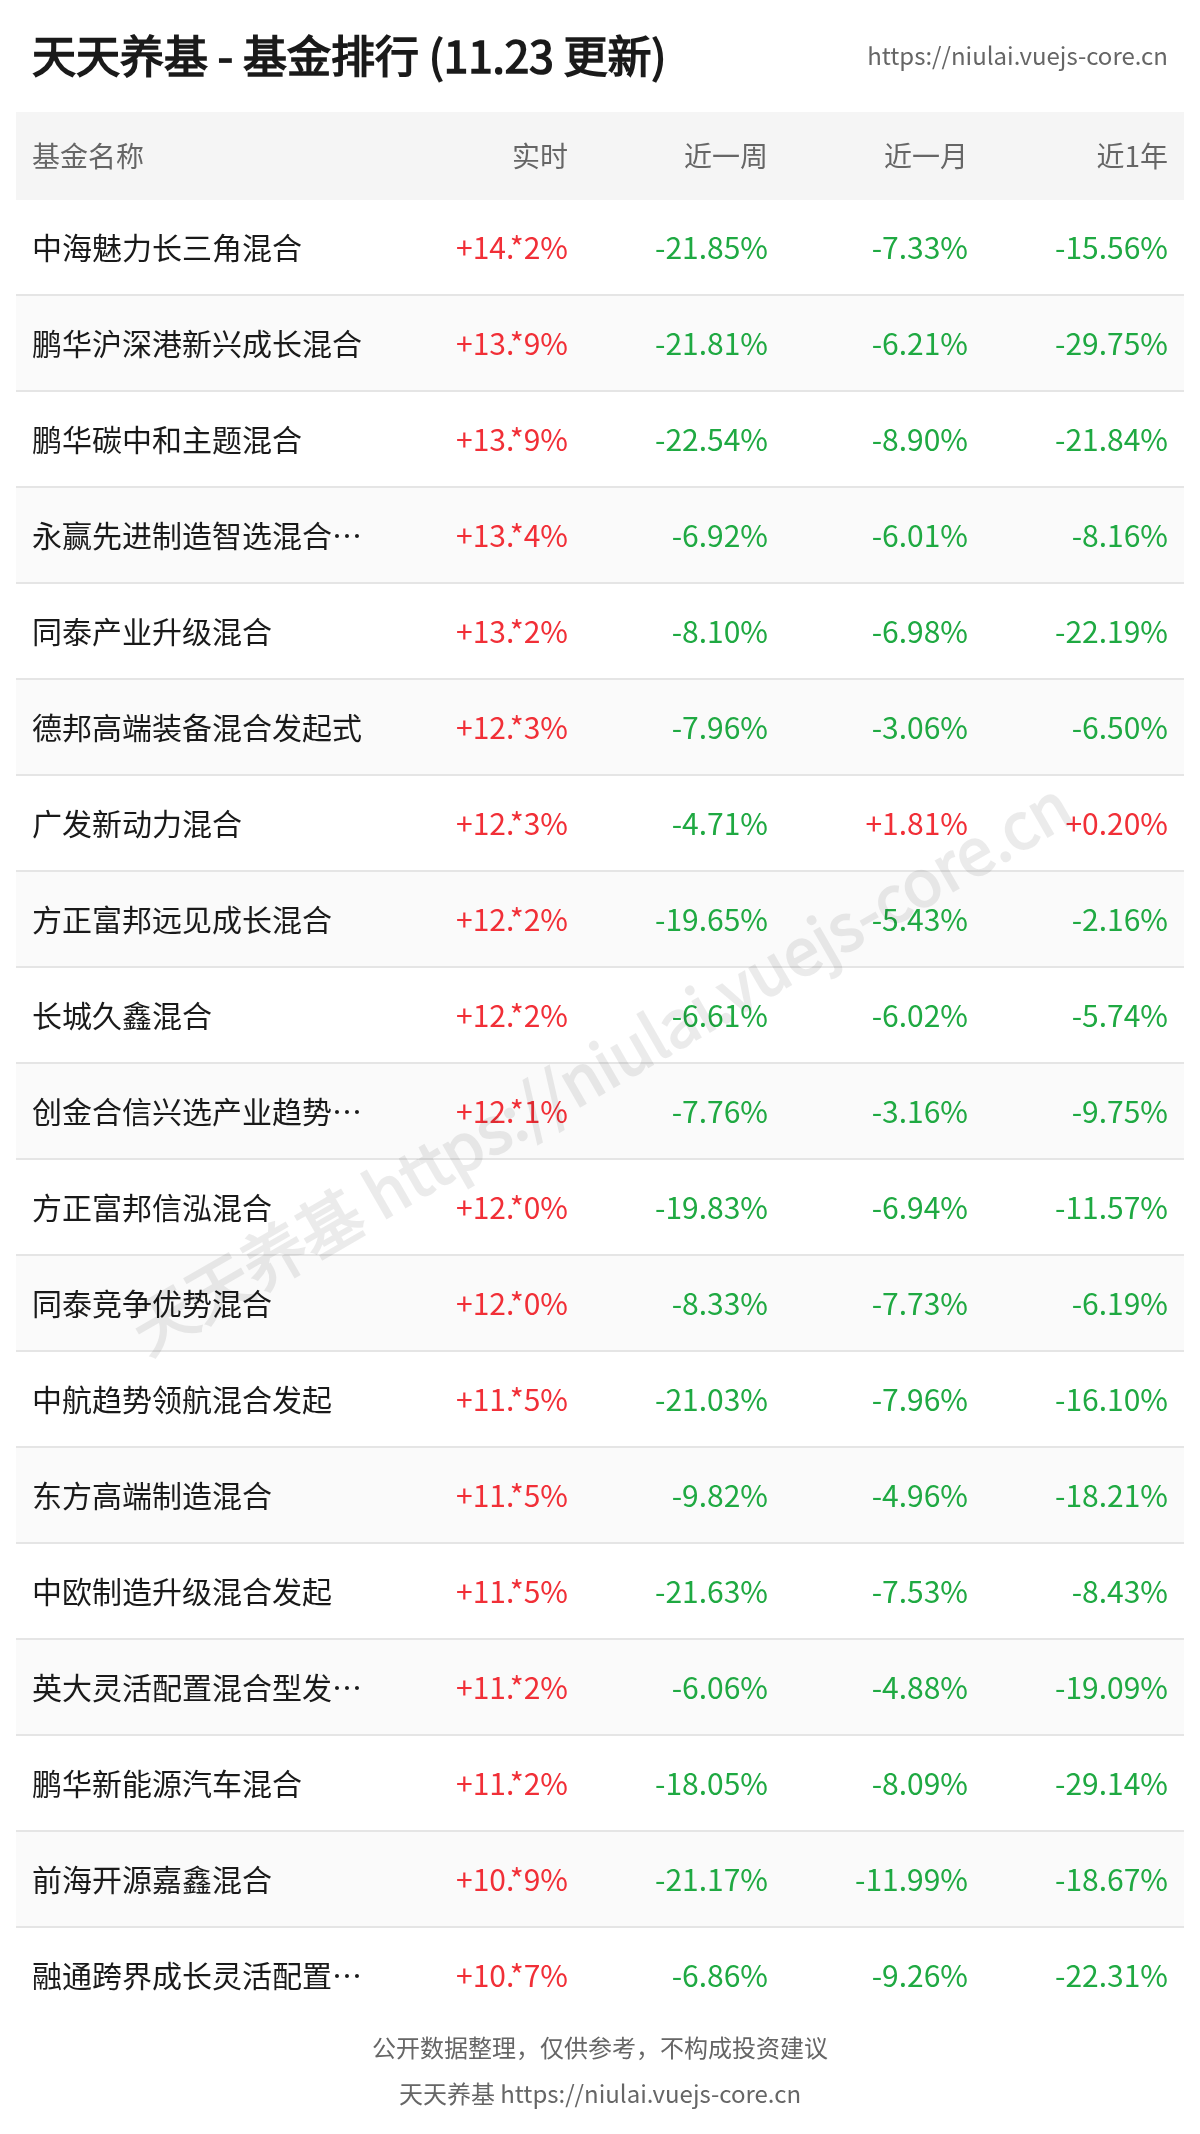 天天养基 - 基金排行 (11.23 更新) https://niulai.vuejs-core.cn
基金名称 实时 近一周 近一月 近1年
中海魅力长三角混合 +14.*2% -21.85% -7.33% -15.56%
鹏华沪深港新兴成长混合 +13.*9% -21.81% -6.21% -29.75%
鹏华碳中和主题混合 +13.*9% -22.54% -8.90% -21.84%
永赢先进制造智选混合… +13.*4% -6.92% -6.01% -8.16%
同泰产业升级混合 +13.*2% -8.10% -6.98% -22.19%
德邦高端装备混合发起式 +12.*3% -7.96% -3.06% -6.50%
广发新动力混合 +12.*3% -4.71% +1.81% +0.20%
方正富邦远见成长混合 +12.*2% -19.65% -5.43% -2.16%
长城久鑫混合 +12.*2% -6.61% -6.02% -5.74%
创金合信兴选产业趋势… +12.*1% -7.76% -3.16% -9.75%
方正富邦信泓混合 +12.*0% -19.83% -6.94% -11.57%
同泰竞争优势混合 +12.*0% -8.33% -7.73% -6.19%
中航趋势领航混合发起 +11.*5% -21.03% -7.96% -16.10%
东方高端制造混合 +11.*5% -9.82% -4.96% -18.21%
中欧制造升级混合发起 +11.*5% -21.63% -7.53% -8.43%
英大灵活配置混合型发… +11.*2% -6.06% -4.88% -19.09%
鹏华新能源汽车混合 +11.*2% -18.05% -8.09% -29.14%
前海开源嘉鑫混合 +10.*9% -21.17% -11.99% -18.67%
融通跨界成长灵活配置… +10.*7% -6.86% -9.26% -22.31%
公开数据整理，仅供参考，不构成投资建议
天天养基 https://niulai.vuejs-core.cn
天天养基 https://niulai.vuejs-core.cn